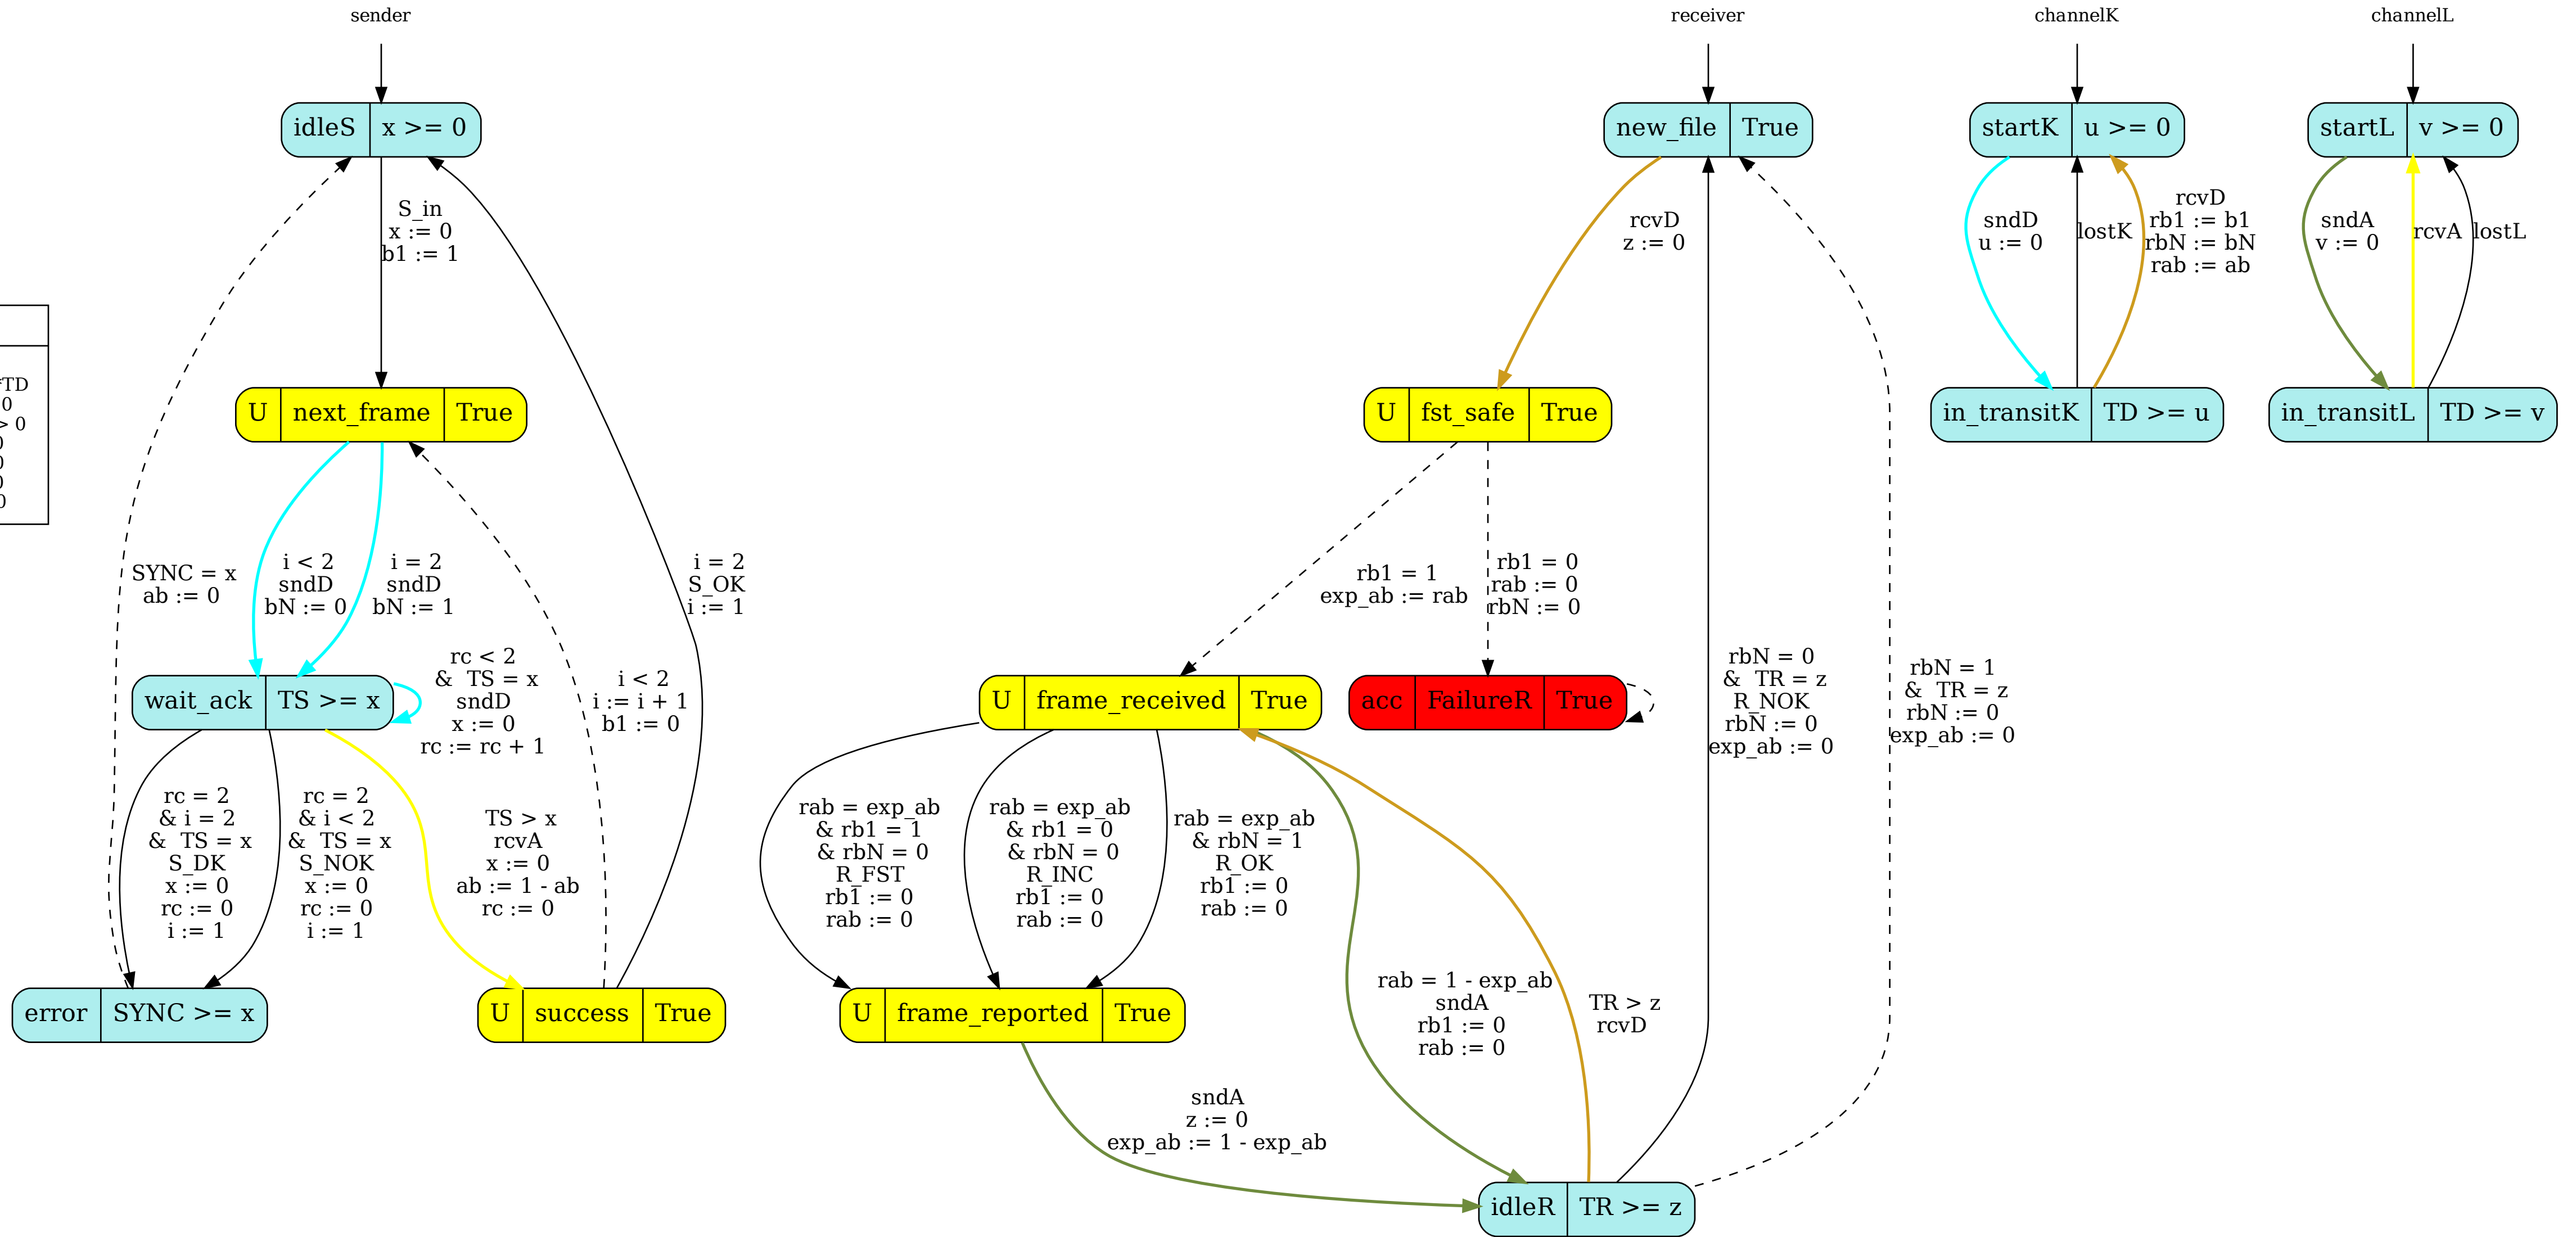 sender
receiver
channelK
channelL
idleS x >= 0
new_file True
startK u >= 0
startL v >= 0
S_in
x := 0
b1 := 1
rcvD
z := 0
sndD
u := 0
lostK
rcvD
rb1 := b1
rbN := bN
rab := ab
sndA
v := 0
rcvA
lostL
TD
0
> 0
0
0
0
0
U next_frame True
U fst_safe True
in_transitK TD >= u
in_transitL TD >= v
SYNC = x
ab := 0
i < 2
sndD
bN := 0
i = 2
sndD
bN := 1
i = 2
S_OK
i := 1
rb1 = 1
exp_ab := rab
rb1 = 0
rab := 0
rbN := 0
wait_ack TS >= x
rc < 2
& TS = x
sndD
x := 0
rc := rc + 1
i < 2
i := i + 1
b1 := 0
U frame_received True
acc FailureR True
rbN = 0
& TR = z
R_NOK
rbN := 0
exp_ab := 0
rbN = 1
& TR = z
rbN := 0
exp_ab := 0
rc = 2
& i = 2
& TS = x
S_DK
x := 0
rc := 0
i := 1
rc = 2
& i < 2
& TS = x
S_NOK
x := 0
rc := 0
i := 1
TS > x
rcvA
x := 0
ab := 1 - ab
rc := 0
rab = exp_ab
& rb1 = 1
& rbN = 0
R_FST
rb1 := 0
rab := 0
rab = exp_ab
& rb1 = 0
& rbN = 0
R_INC
rb1 := 0
rab := 0
rab = exp_ab
& rbN = 1
R_OK
rb1 := 0
rab := 0
rab = 1 - exp_ab
sndA
rb1 := 0
rab := 0
TR > z
rcvD
error SYNC >= x
U success True
U frame_reported True
sndA
z := 0
exp_ab := 1 - exp_ab
idleR TR >= z